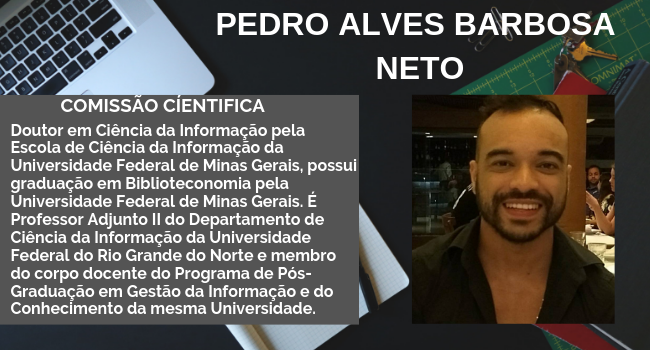 PEDRO ALVES BARBOSA
NETO
COMISSÃO CÍENTIFICA
Doutor em Ciência da Informação pela
Escola de Ciência da Informação da
Universidade Federal de Minas Gerais, possui
graduação em Biblioteconomia pela
Universidade Federal de Minas Gerais. É
Professor Adjunto II do Departamento de
Ciência da Informação da Universidade
Federal do Rio Grande do Norte e membro
do corpo docente do Programa de Pós-
Graduação em Gestão da Informação e do
Conhecimento da mesma Universidade.
OMNIMAT